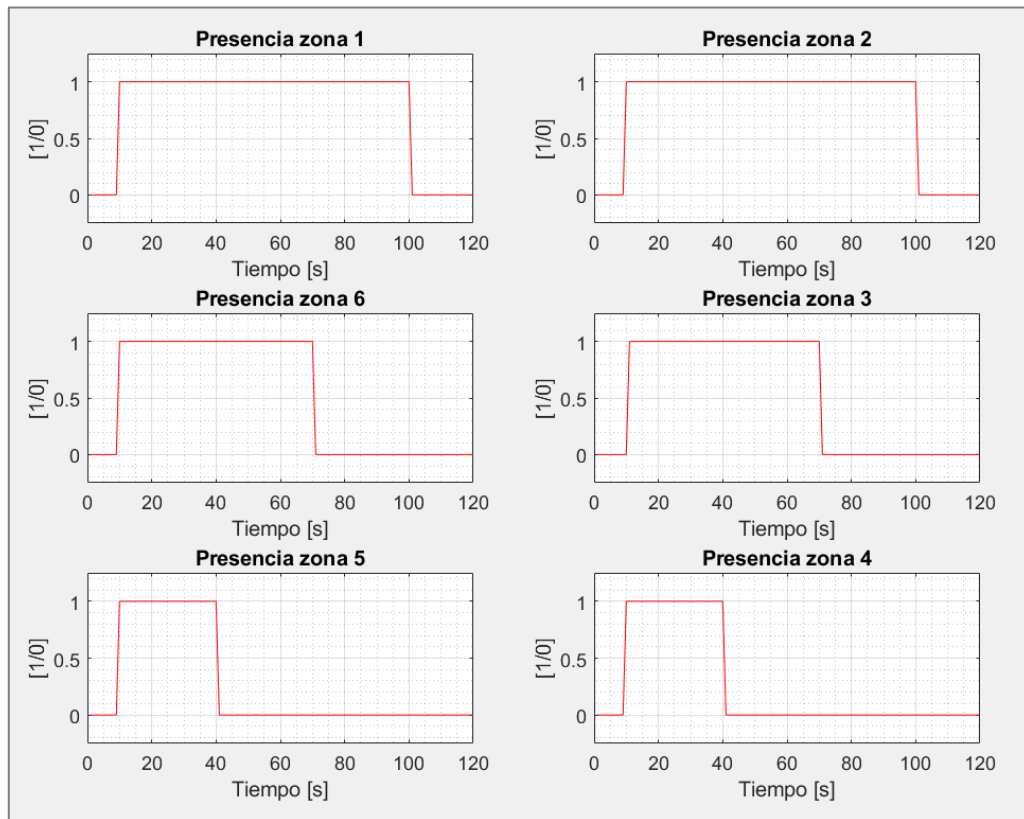 Presencia zona 1
1
0.5
0
[1/0]
0 20 40 60 80 100 120
Tiempo [s]
Presencia zona 2
1
0.5
0
[1/0]
0 20 40 60 80 100 120
Tiempo [s]
Presencia zona 6
1
0.5
0
[1/0]
0 20 40 60 80 100 120
Tiempo [s]
Presencia zona 3
1
0.5
0
[1/0]
0 20 40 60 80 100 120
Tiempo [s]
Presencia zona 5
1
0.5
0
[1/0]
0 20 40 60 80 100 120
Tiempo [s]
Presencia zona 4
1
0.5
0
[1/0]
0 20 40 60 80 100 120
Tiempo [s]